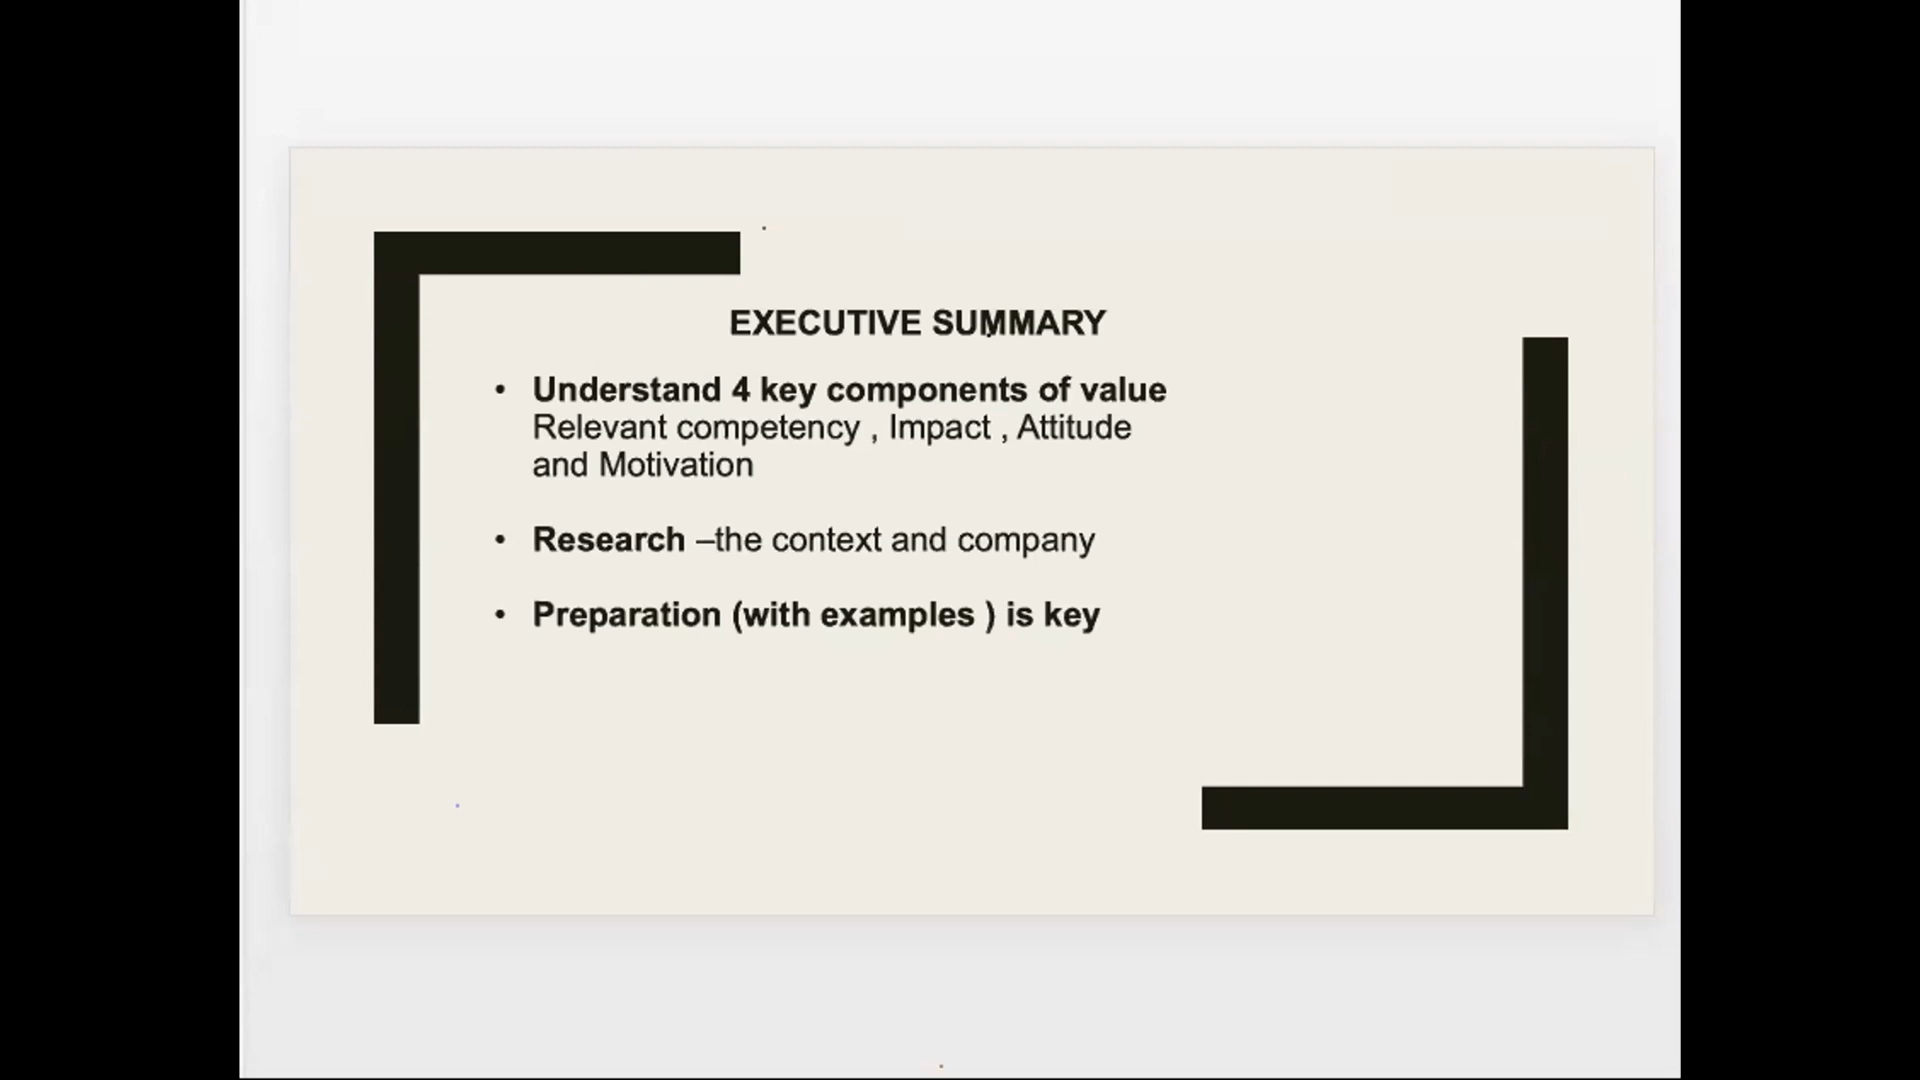 EXECUTIVE SUMMARY
• Understand 4 key components of value
Relevant competency , Impact , Attitude
and Motivation
• Research –the context and company
• Preparation (with examples ) is key